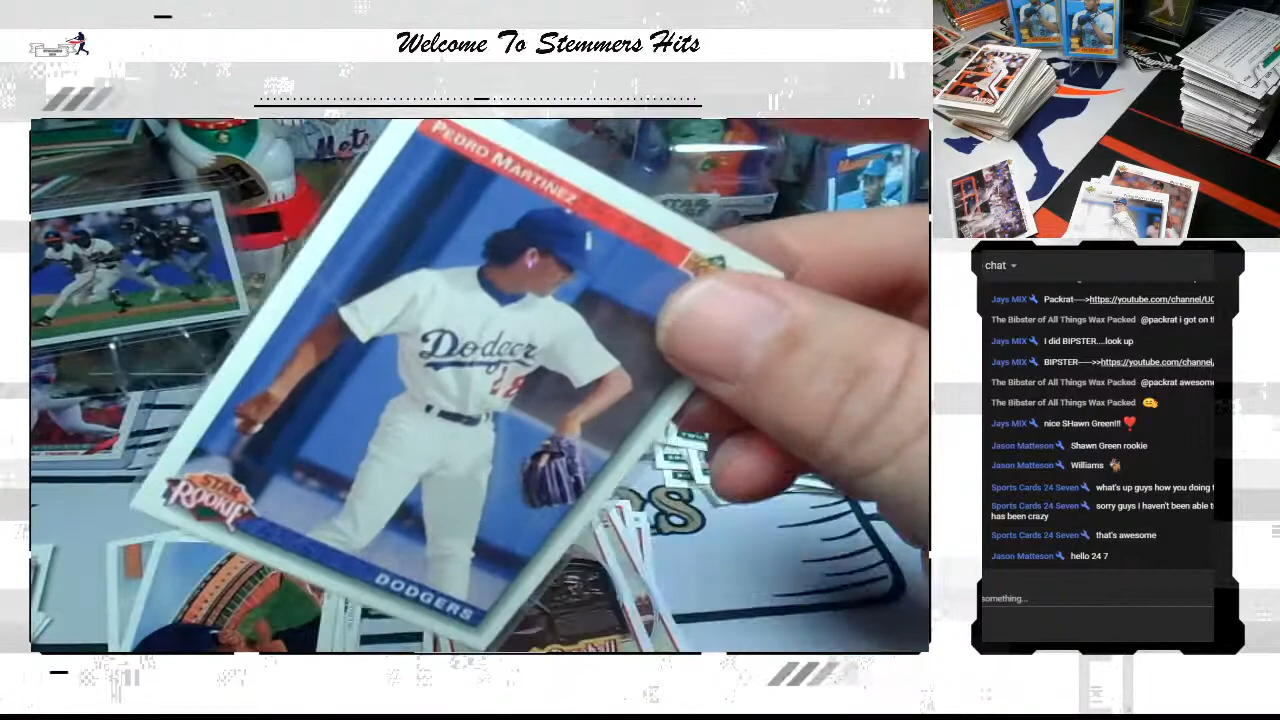 Welcome To Stemmers Hits
Mets
PEDRO MARTINEZ
Dodgers
48
STAR
ROOKIE
DODGERS
chat
Jays MIX Packrat---->https://youtube.com/channel/UC
The Bibster of All Things Wax Packed @packrat i got on t
Jays MIX I did BIPSTER....look up
Jays MIX BIPSTER---->>https://youtube.com/channel/
The Bibster of All Things Wax Packed @packrat awesome
The Bibster of All Things Wax Packed
Jays MIX nice SHawn Green!!!
Jason Matteson Shawn Green rookie
Jason Matteson Williams
Sports Cards 24 Seven what's up guys how you doing t
Sports Cards 24 Seven sorry guys I haven't been able t
has been crazy
Sports Cards 24 Seven that's awesome
Jason Matteson hello 24 7
something...